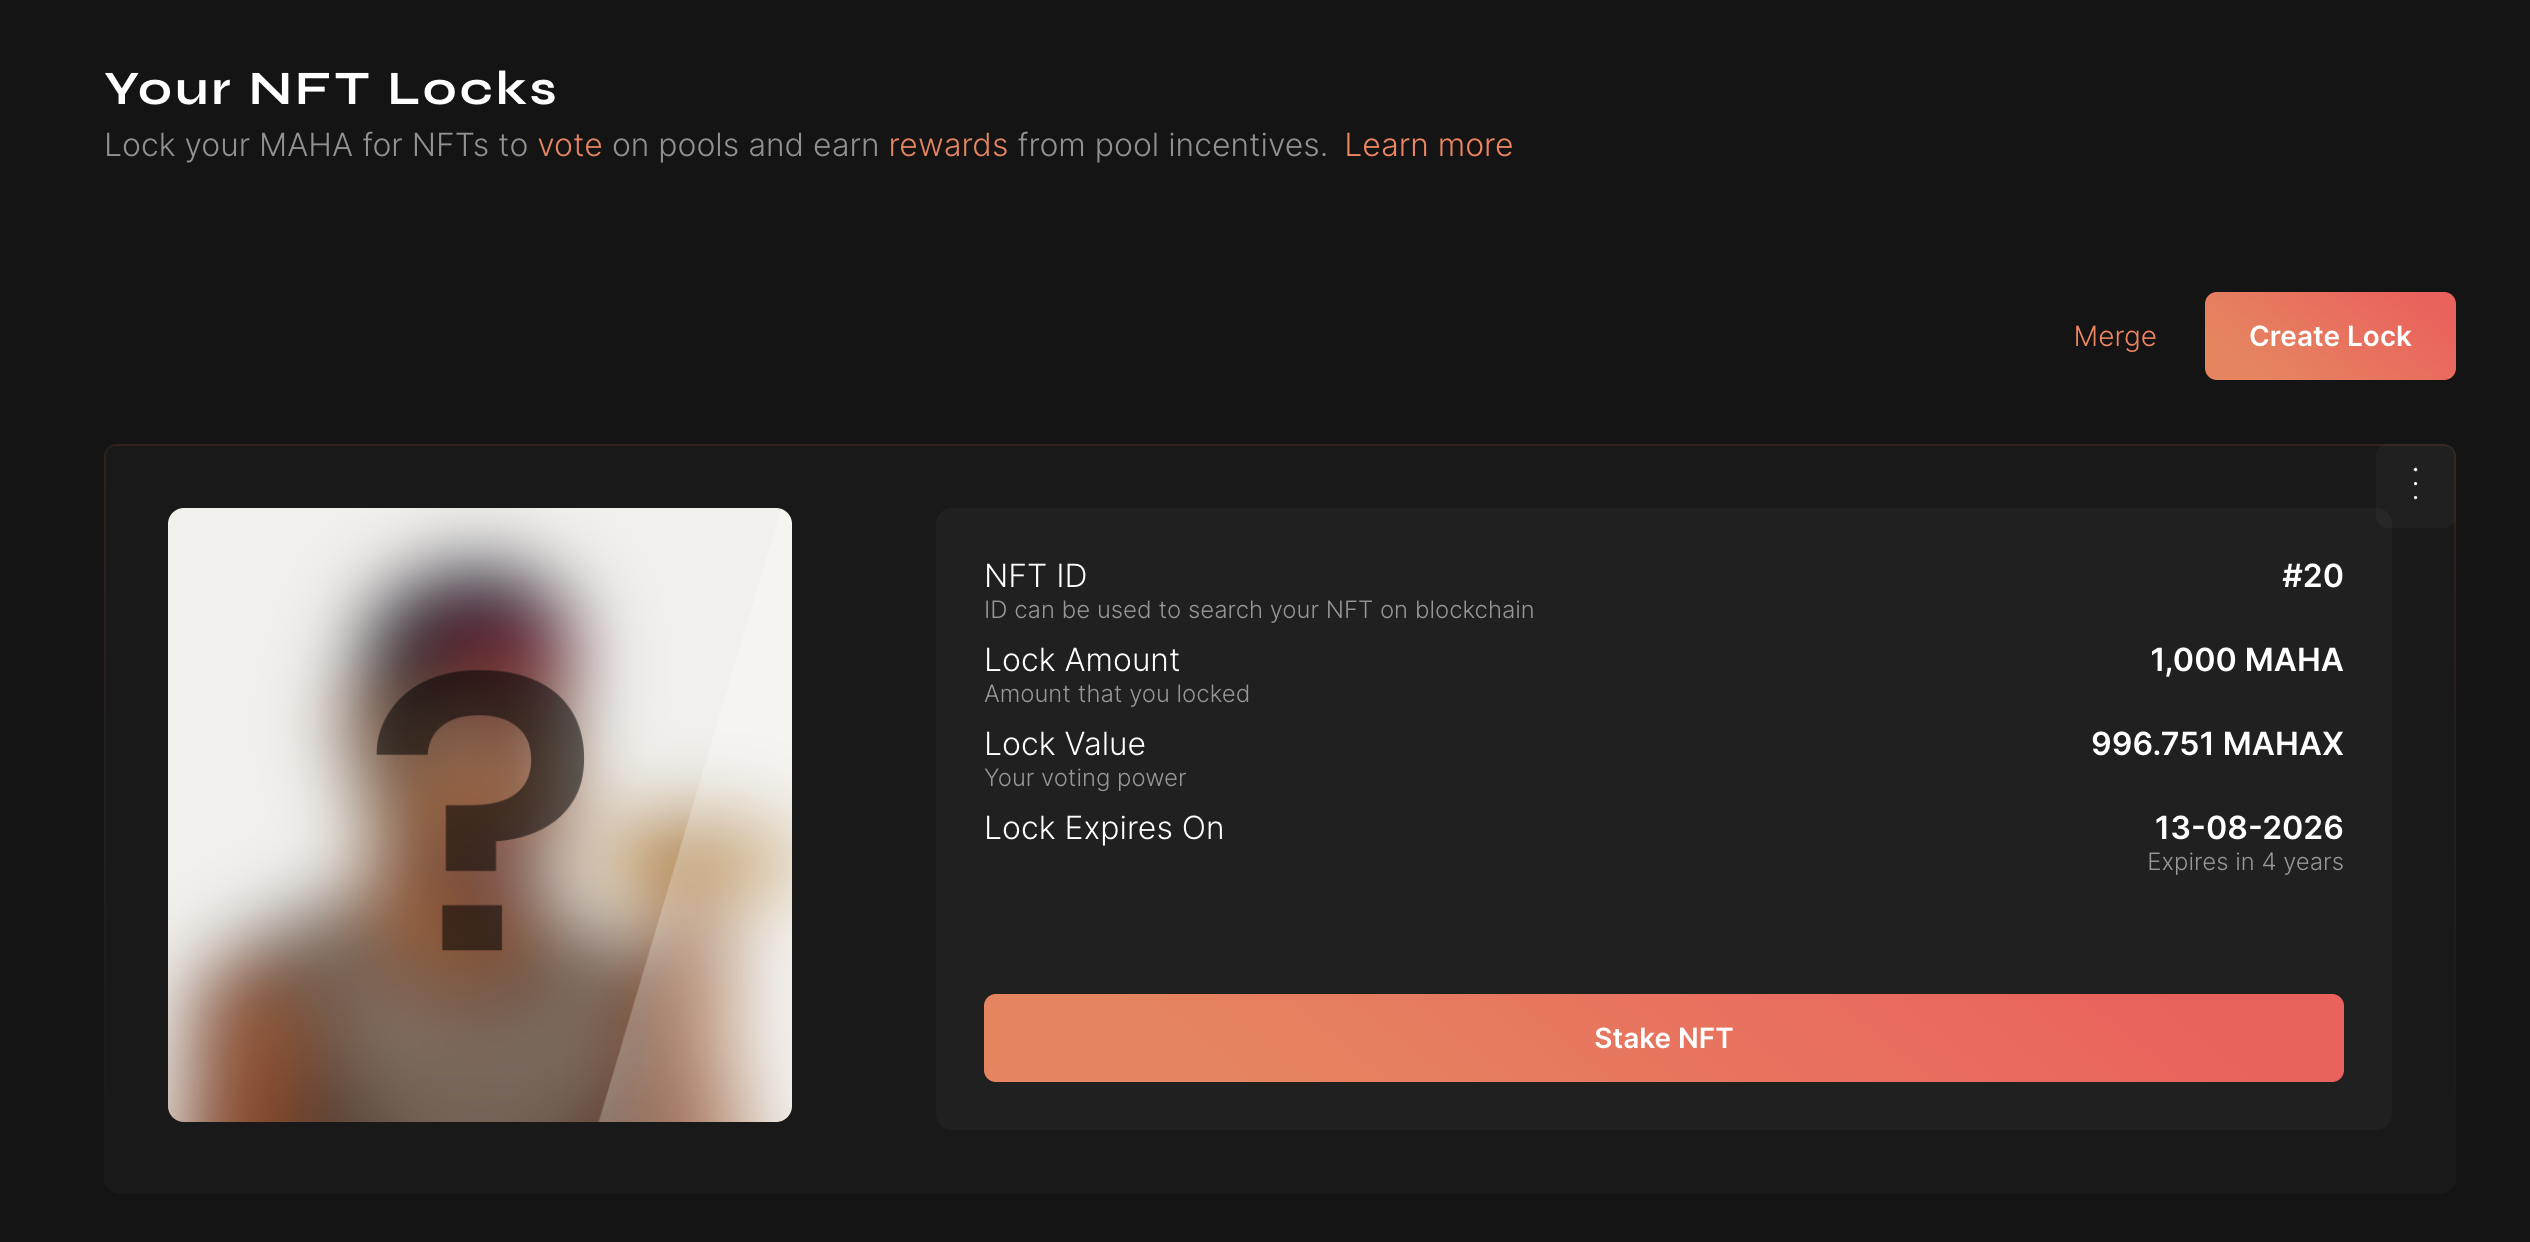 Your NFT Locks
Lock your MAHA for NFTs to vote on pools and earn rewards from pool incentives. Learn more
Merge
Create Lock
?
NFT ID
#20
ID can be used to search your NFT on blockchain
Lock Amount
1,000 MAHA
Amount that you locked
Lock Value
996.751 MAHAX
Your voting power
Lock Expires On
13-08-2026
Expires in 4 years
Stake NFT